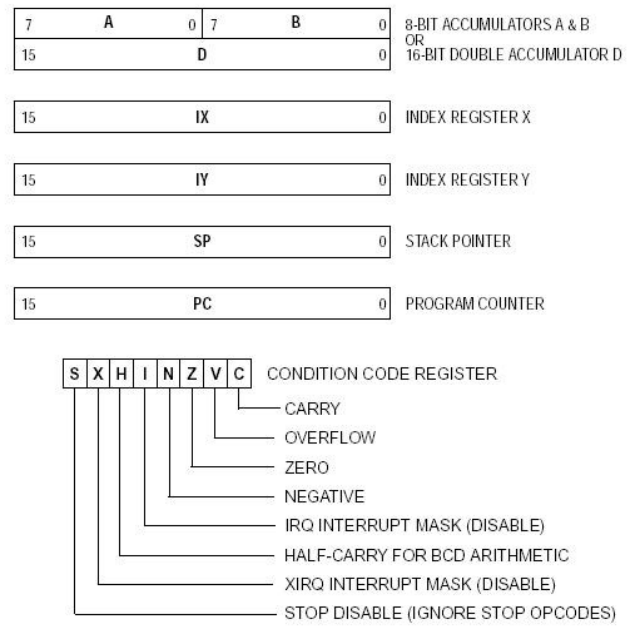 7 A 0 7 B 0 8-BIT ACCUMULATORS A & B
OR
15 D 0 16-BIT DOUBLE ACCUMULATOR D
15 IX 0 INDEX REGISTER X
15 IY 0 INDEX REGISTER Y
15 SP 0 STACK POINTER
15 PC 0 PROGRAM COUNTER
S X H I N Z V C CONDITION CODE REGISTER
CARRY
OVERFLOW
ZERO
NEGATIVE
IRQ INTERRUPT MASK (DISABLE)
HALF-CARRY FOR BCD ARITHMETIC
XIRQ INTERRUPT MASK (DISABLE)
STOP DISABLE (IGNORE STOP OPCODES)